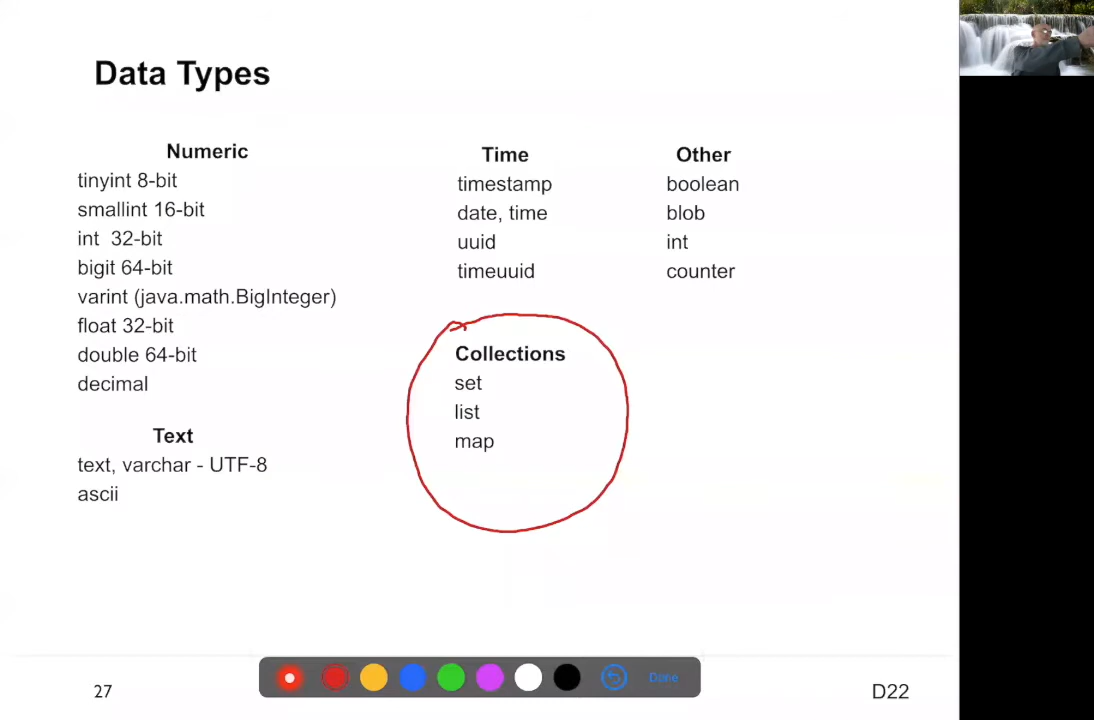 Data Types
Numeric
tinyint 8-bit
smallint 16-bit
int 32-bit
bigit 64-bit
varint (java.math.BigInteger)
float 32-bit
double 64-bit
decimal
Text
text, varchar - UTF-8
ascii
Time
timestamp
date, time
uuid
timeuuid
Collections
set
list
map
Other
boolean
blob
int
counter
27
Done
D22